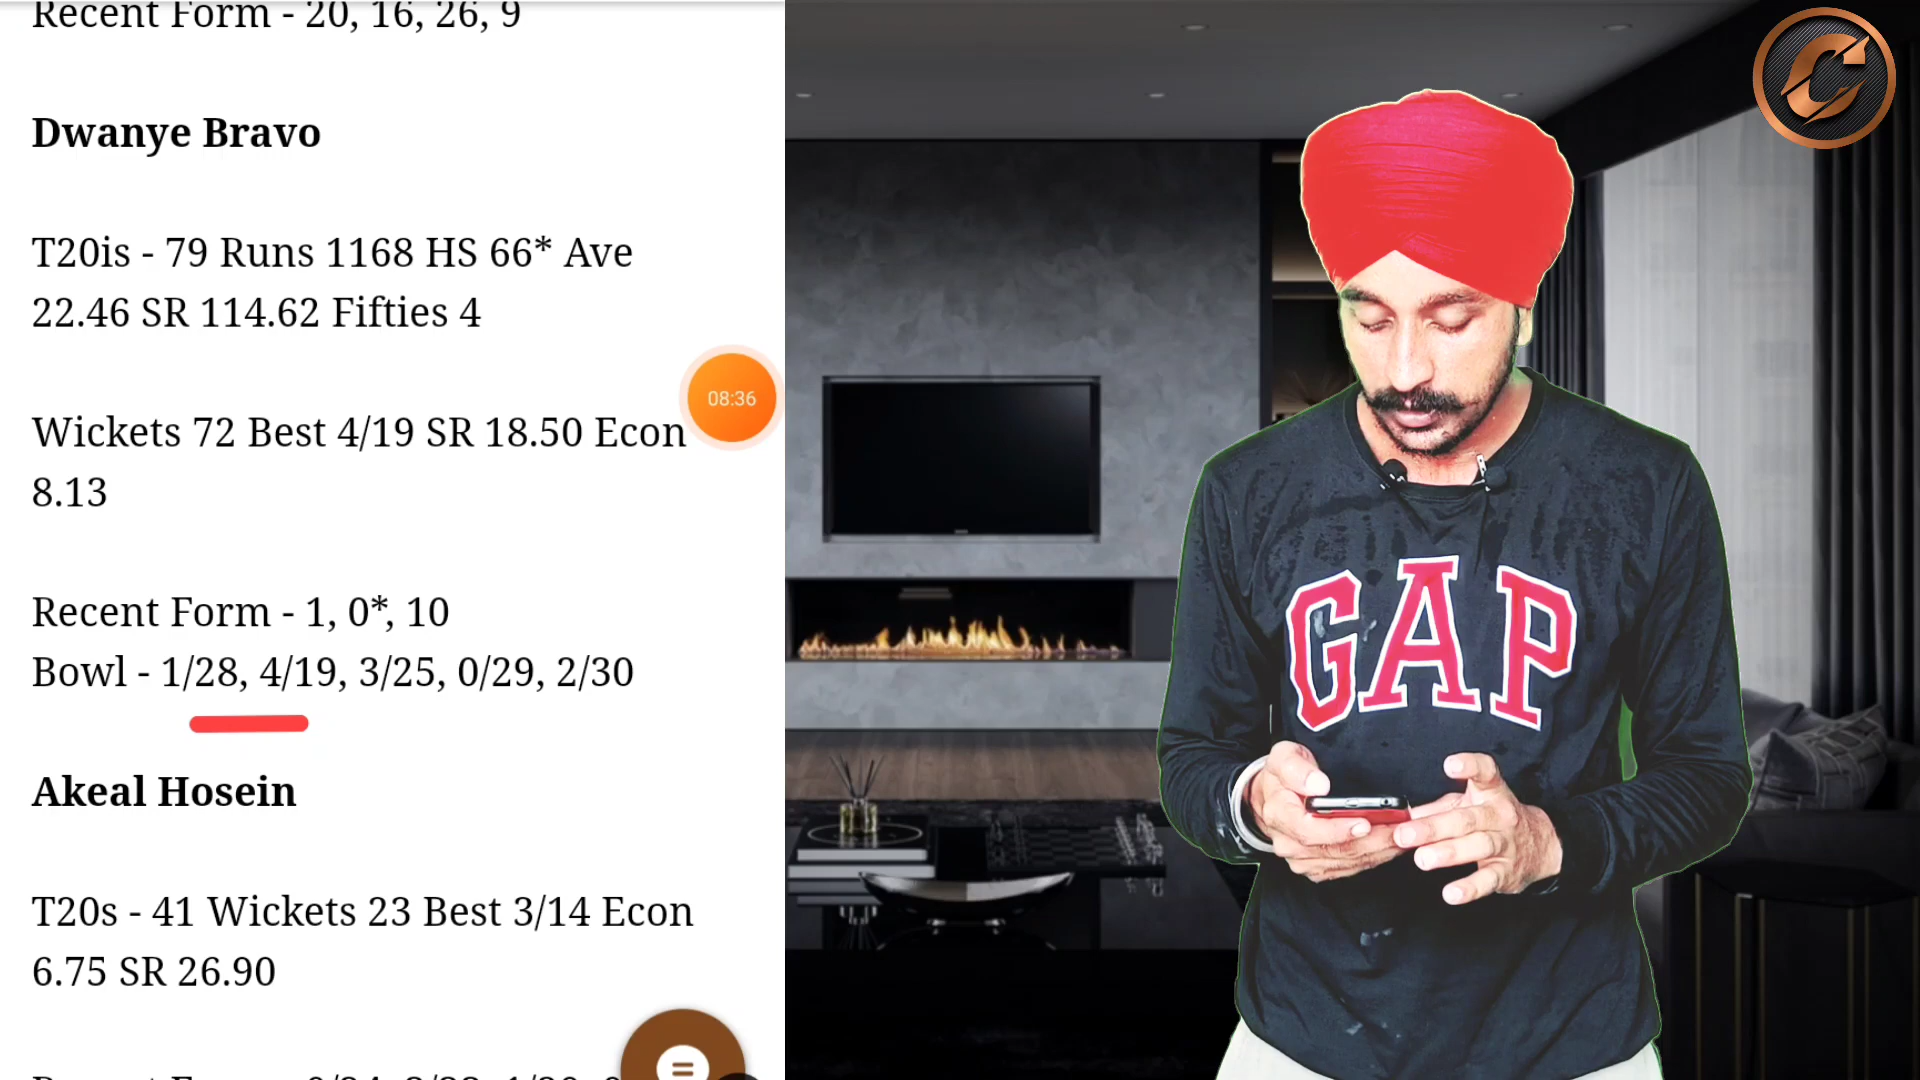 Recent Form - 20, 16, 26, 9
Dwanye Bravo
T20is - 79 Runs 1168 HS 66* Ave
22.46 SR 114.62 Fifties 4
08:36
Wickets 72 Best 4/19 SR 18.50 Econ
8.13
Recent Form - 1, 0*, 10
Bowl - 1/28, 4/19, 3/25, 0/29, 2/30
Akeal Hosein
T20s - 41 Wickets 23 Best 3/14 Econ
6.75 SR 26.90
GAP